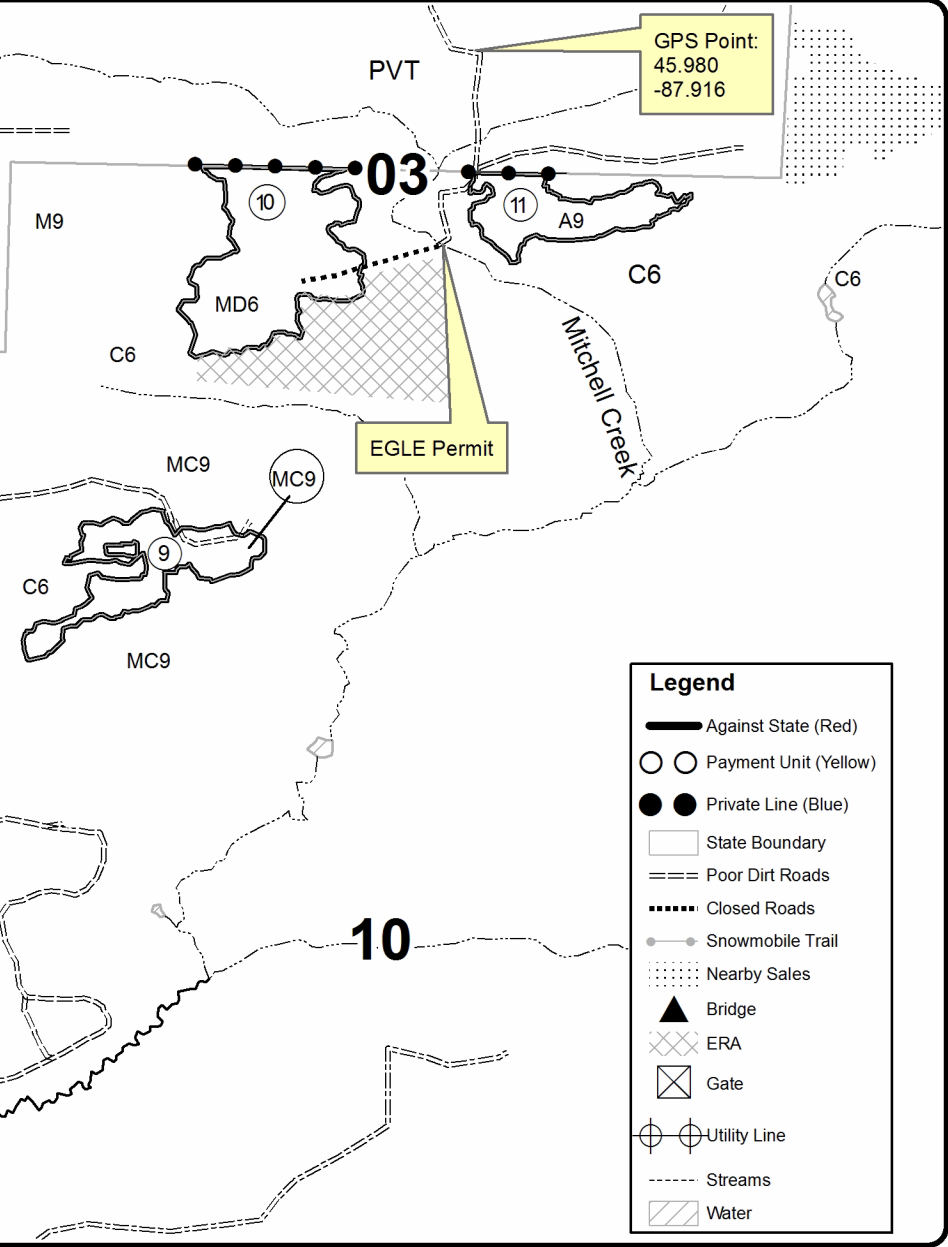 GPS Point:
45.980
-87.916
PVT
03
10
11
M9
A9
C6
C6
MD6
C6
Mitchell Creek
EGLE Permit
MC9
MC9
9
C6
MC9
10
Legend
Against State (Red)
Payment Unit (Yellow)
Private Line (Blue)
State Boundary
Poor Dirt Roads
Closed Roads
Snowmobile Trail
Nearby Sales
Bridge
ERA
Gate
Utility Line
Streams
Water